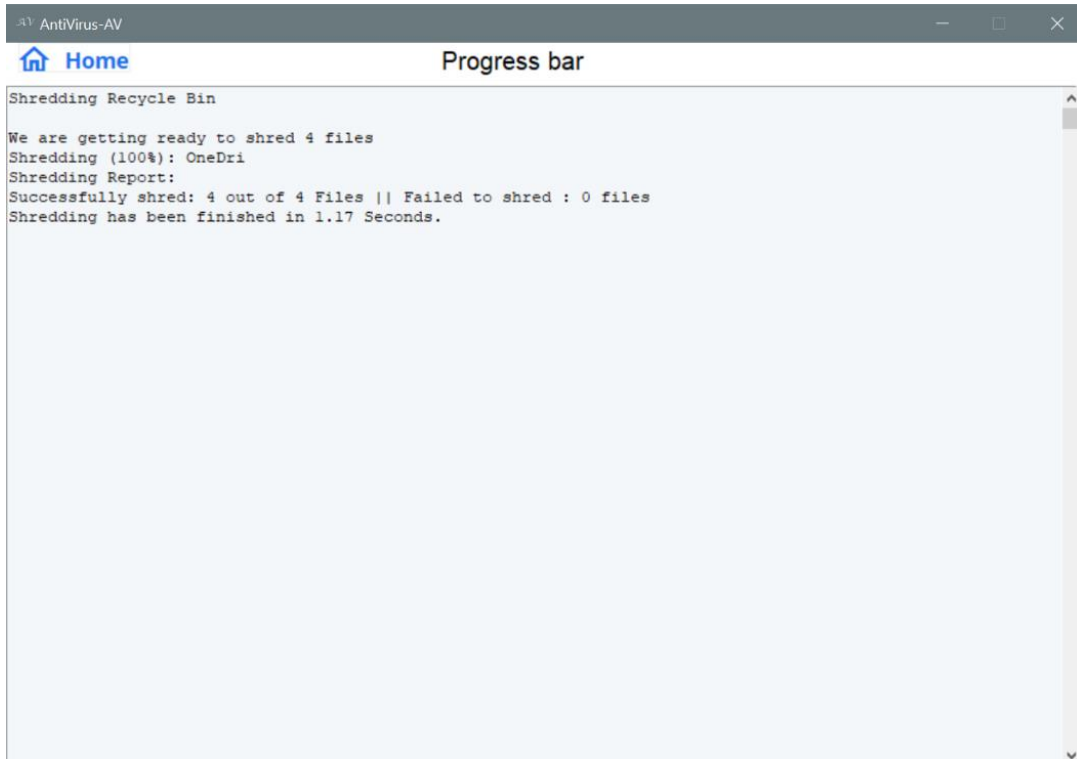 AV AntiVirus-AV
Home
Progress bar
Shredding Recycle Bin
We are getting ready to shred 4 files
Shredding (100%): OneDri
Shredding Report:
Successfully shred: 4 out of 4 Files || Failed to shred : 0 files
Shredding has been finished in 1.17 Seconds.